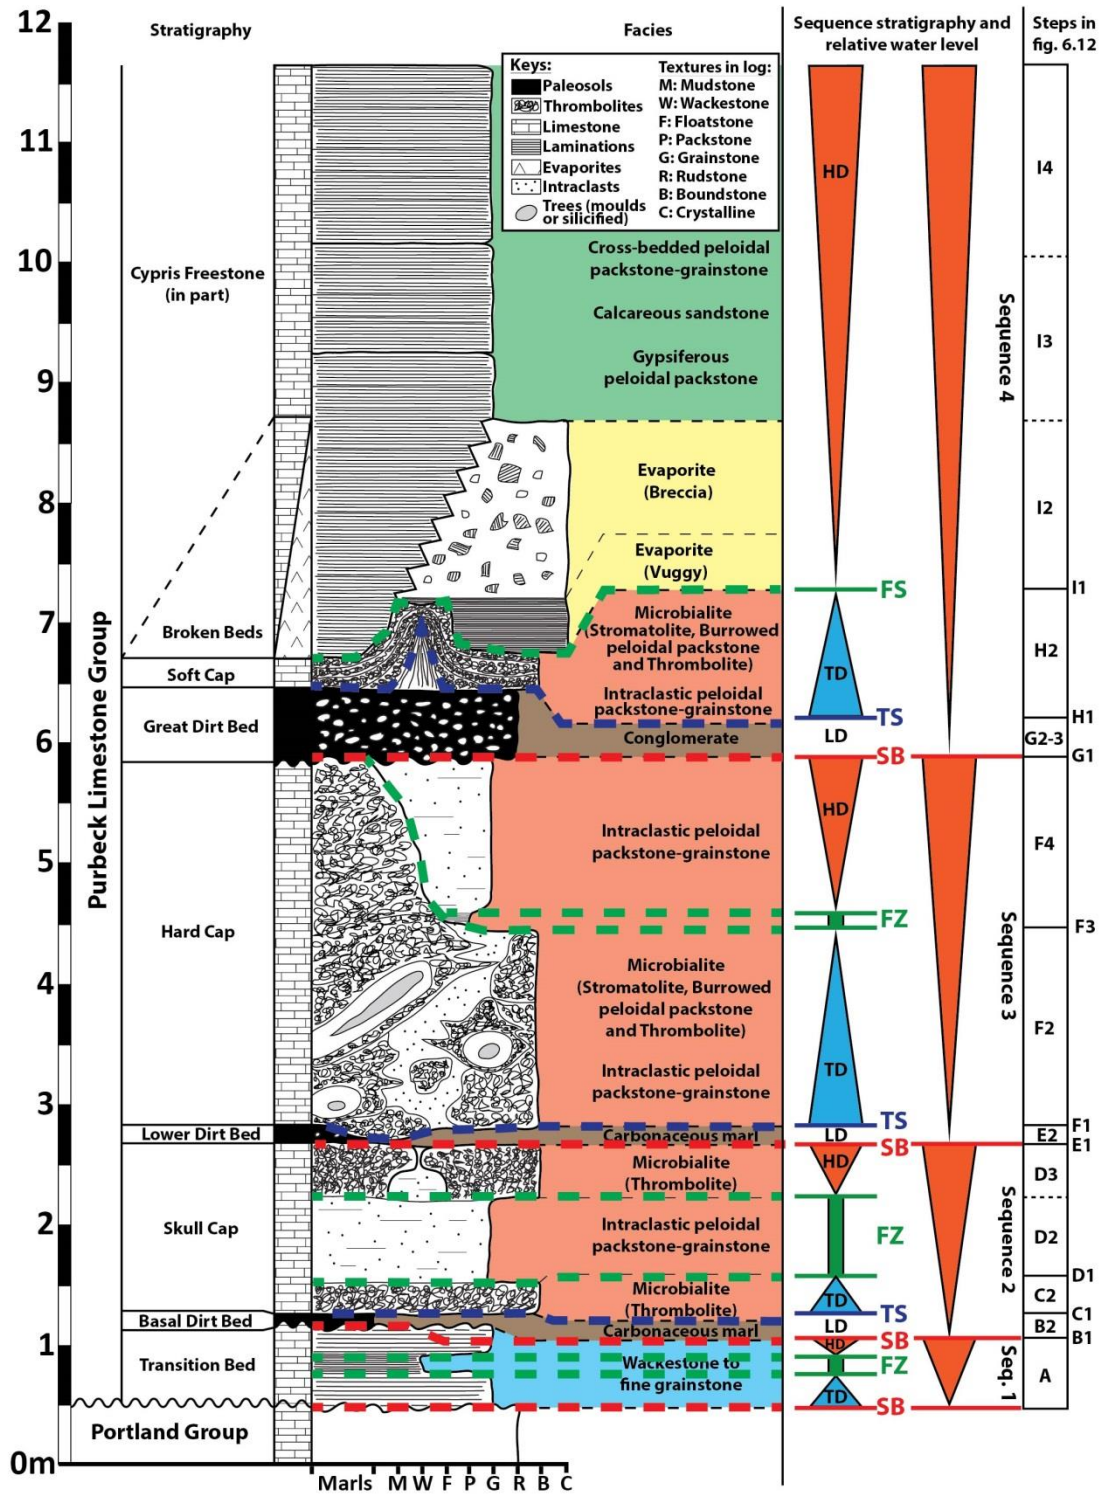 12
11
10
9
8
7
6
5
4
3
2
1
0m
Purbeck Limestone Group
Stratigraphy
Cypris Freestone
(in part)
Broken Beds
Soft Cap
Great Dirt Bed
Hard Cap
Lower Dirt Bed
Skull Cap
Basal Dirt Bed
Transition Bed
Portland Group
Marls M W F P G R B C
Facies
Keys:
Paleosols
Thrombolites
Limestone
Laminations
Evaporites
Intraclasts
Trees (moulds
or silicified)
Textures in log:
M: Mudstone
W: Wackestone
F: Floatstone
P: Packstone
G: Grainstone
R: Rudstone
B: Boundstone
C: Crystalline
Cross-bedded peloidal
packstone-grainstone
Calcareous sandstone
Gypsiferous
peloidal packstone
Evaporite
(Breccia)
Evaporite
(Vuggy)
Microbialite
(Stromatolite, Burrowed
peloidal packstone
and Thrombolite)
Intraclastic peloidal
packstone-grainstone
Conglomerate
Intraclastic peloidal
packstone-grainstone
Microbialite
(Stromatolite, Burrowed
peloidal packstone
and Thrombolite)
Intraclastic peloidal
packstone-grainstone
Carbonaceous marl
Microbialite
(Thrombolite)
Intraclastic peloidal
packstone-grainstone
Microbialite
(Thrombolite)
Carbonaceous marl
Wackestone to
fine grainstone
Sequence stratigraphy and
relative water level
HD
FS
TD
TS
LD
SB
HD
FZ
TD
TS
LD
SB
HD
FZ
TD
TS
LD
SB
HD
FZ
TD
SB
Sequence 4
Sequence 3
Sequence 2
Seq. 1
Steps in
fig. 6.12
I4
I3
I2
I1
H2
H1
G2-3
G1
F4
F3
F2
F1
E2
E1
D3
D2
D1
C2
C1
B2
B1
A